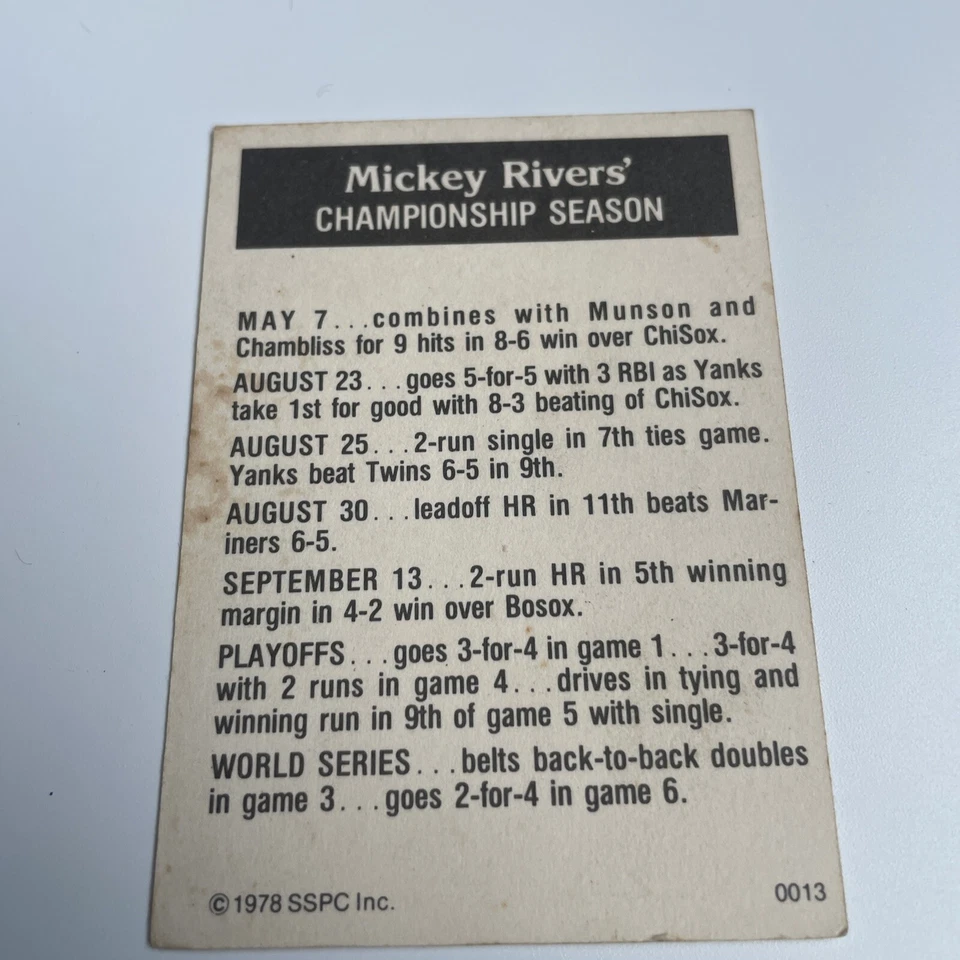 Mickey Rivers'
CHAMPIONSHIP SEASON
MAY 7...combines with Munson and
Chambliss for 9 hits in 8-6 win over ChiSox.
AUGUST 23...goes 5-for-5 with 3 RBI as Yanks
take 1st for good with 8-3 beating of ChiSox.
AUGUST 25...2-run single in 7th ties game.
Yanks beat Twins 6-5 in 9th.
AUGUST 30...leadoff HR in 11th beats Mar-
iners 6-5.
SEPTEMBER 13...2-run HR in 5th winning
margin in 4-2 win over Bosox.
PLAYOFFS...goes 3-for-4 in game 1...3-for-4
with 2 runs in game 4...drives in tying and
winning run in 9th of game 5 with single.
WORLD SERIES...belts back-to-back doubles
in game 3...goes 2-for-4 in game 6.
©1978 SSPC Inc.
0013